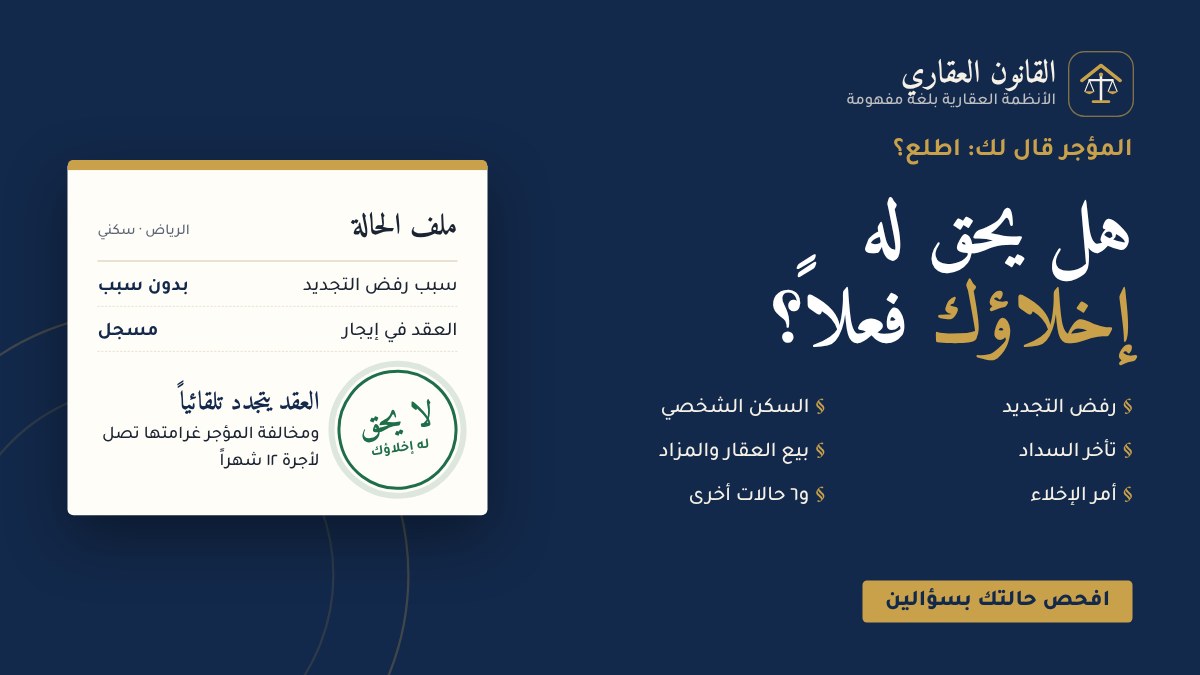 القانون العقاري
الأنظمة العقارية بلغة مفهومة
المؤجر قال لك: اطلع؟
هل يحق له
إخلاؤك فعلاً؟
§ رفض التجديد
§ السكن الشخصي
§ تأخر السداد
§ بيع العقار والمزاد
§ أمر الإخلاء
§ و٦ حالات أخرى
افحص حالتك بسؤالين
ملف الحالة
الرياض · سكني
سبب رفض التجديد
بدون سبب
العقد في إيجار
مسجل
لا يحق
له إخلاؤك
العقد يتجدد تلقائياً
ومخالفة المؤجر غرامتها تصل
لأجرة ١٢ شهراً